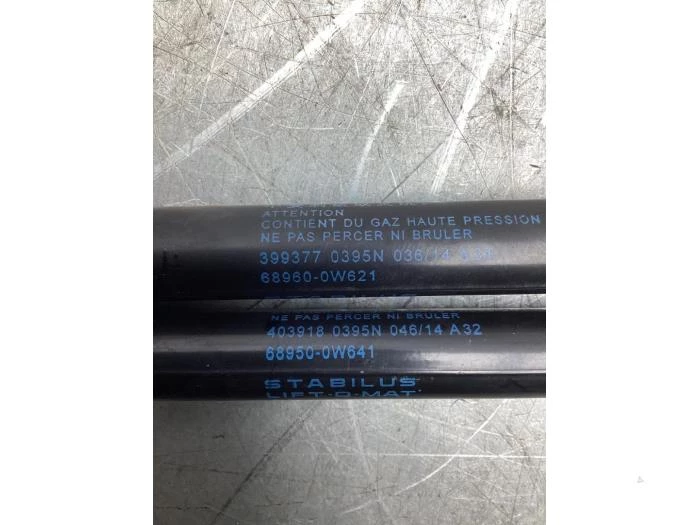 ATTENTION
CONTIENT DU GAZ HAUTE PRESSION
NE PAS PERCER NI BRULER
399377 0395N 036/14
68960-0W621
NE PAS PERCER NI BRULER
403918 0395N 046/14 A32
68950-0W641
STABILUS
LIFT-O-MAT